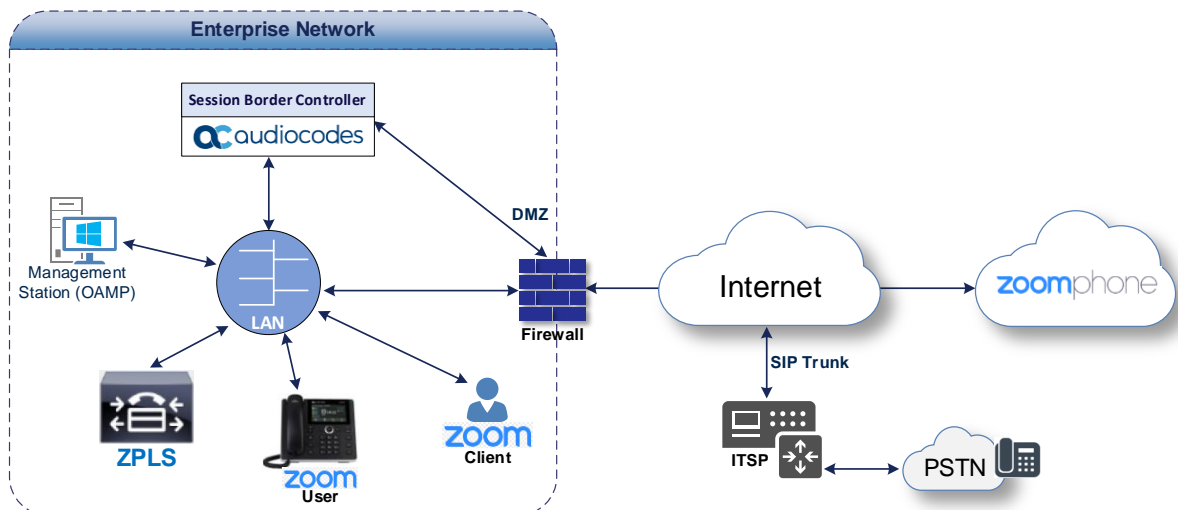 Enterprise Network
Session Border Controller
audiocodes
DMZ
Management
Station (OAMP)
LAN
Firewall
Internet
zoomphone
SIP Trunk
ZPLS
zoom
User
zoom
Client
ITSP
PSTN